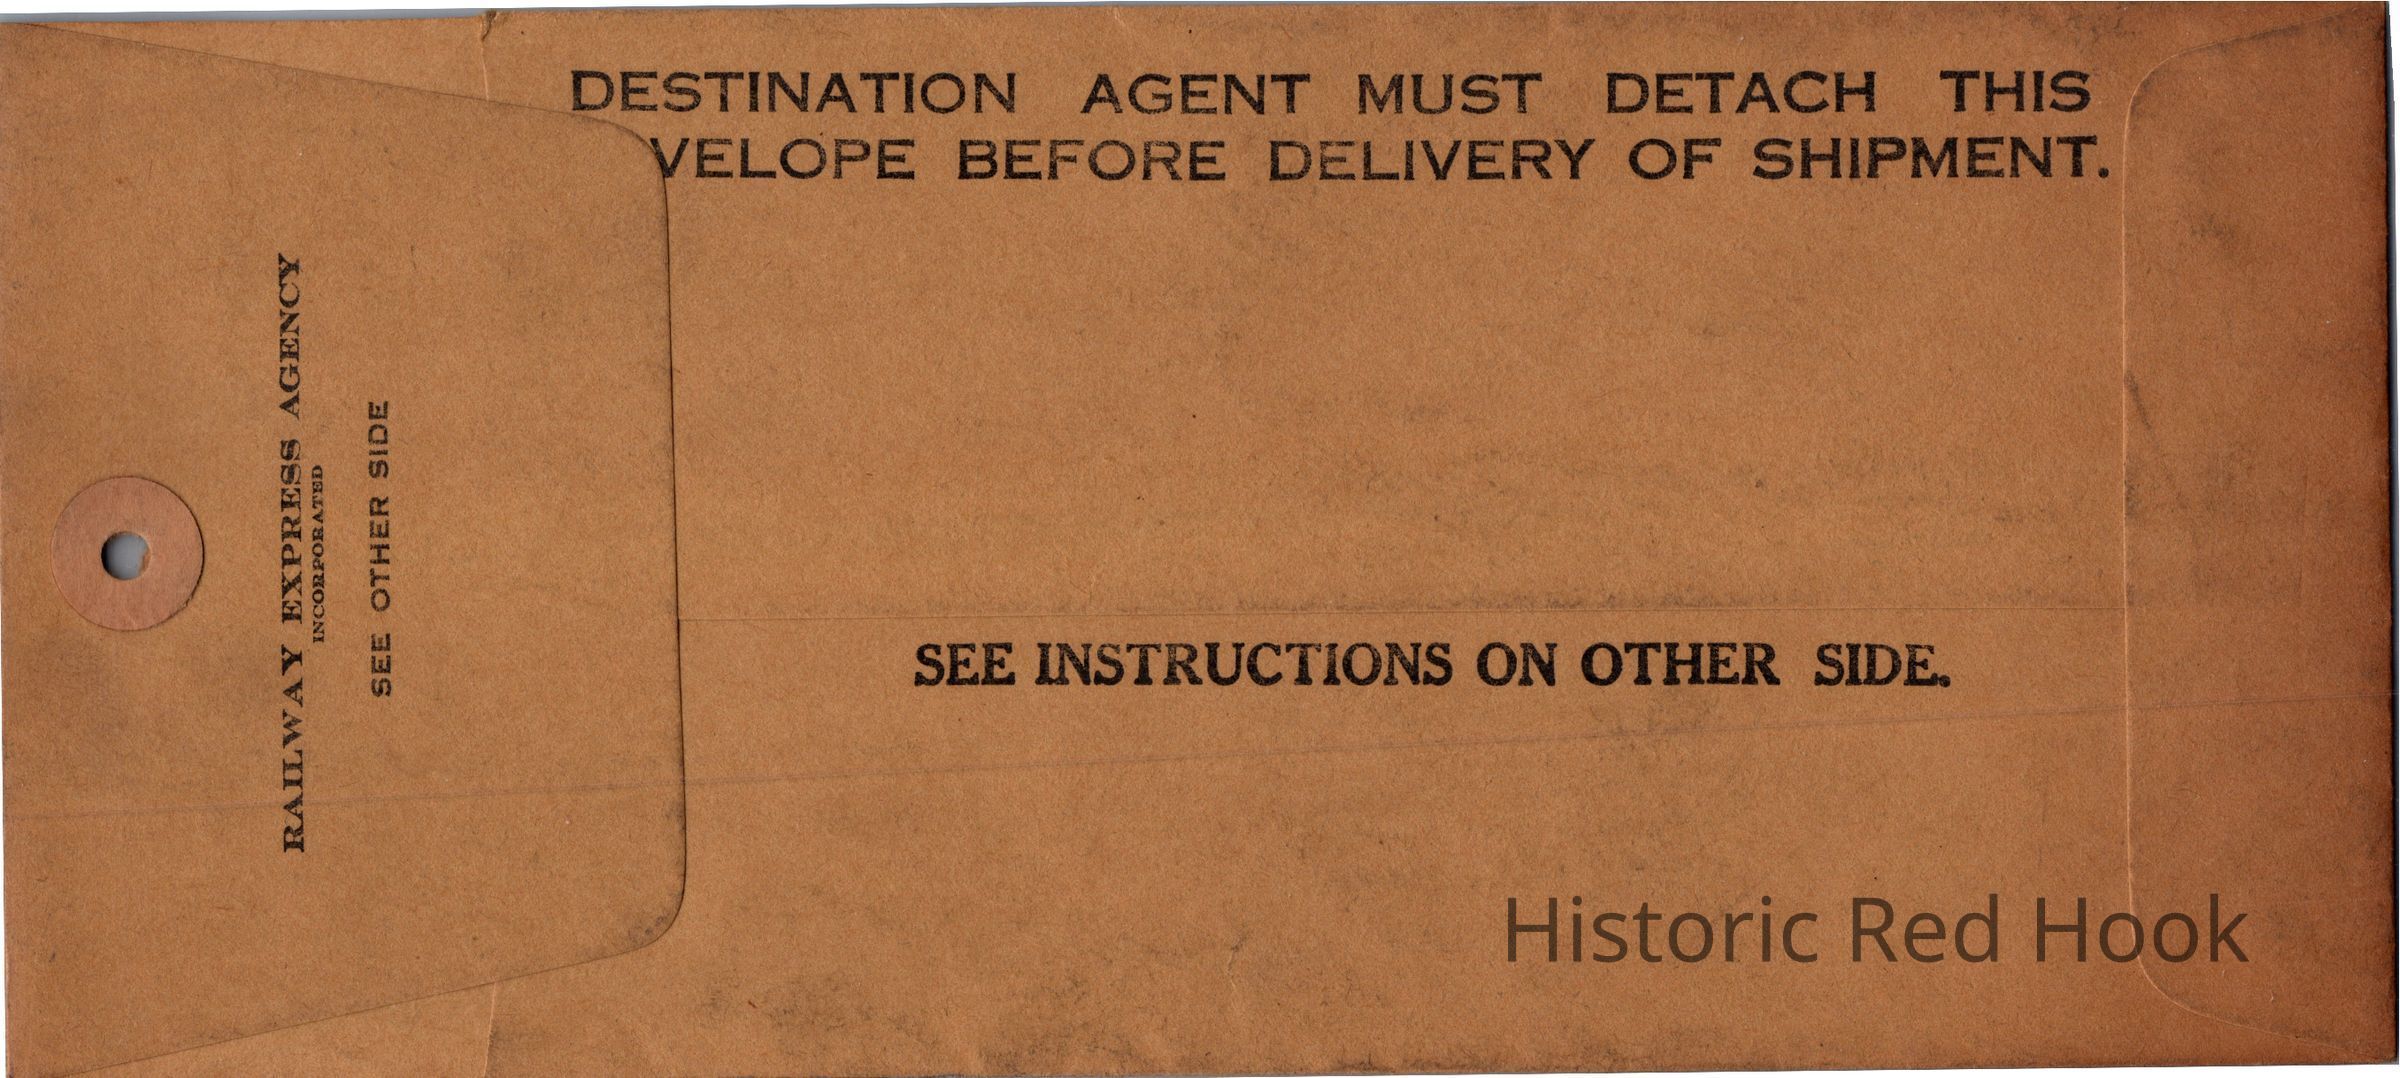 DESTINATION AGENT MUST DETACH THIS
VELOPE BEFORE DELIVERY OF SHIPMENT.
RAILWAY EXPRESS AGENCY
INCORPORATED
SEE OTHER SIDE
SEE INSTRUCTIONS ON OTHER SIDE.
Historic Red Hook